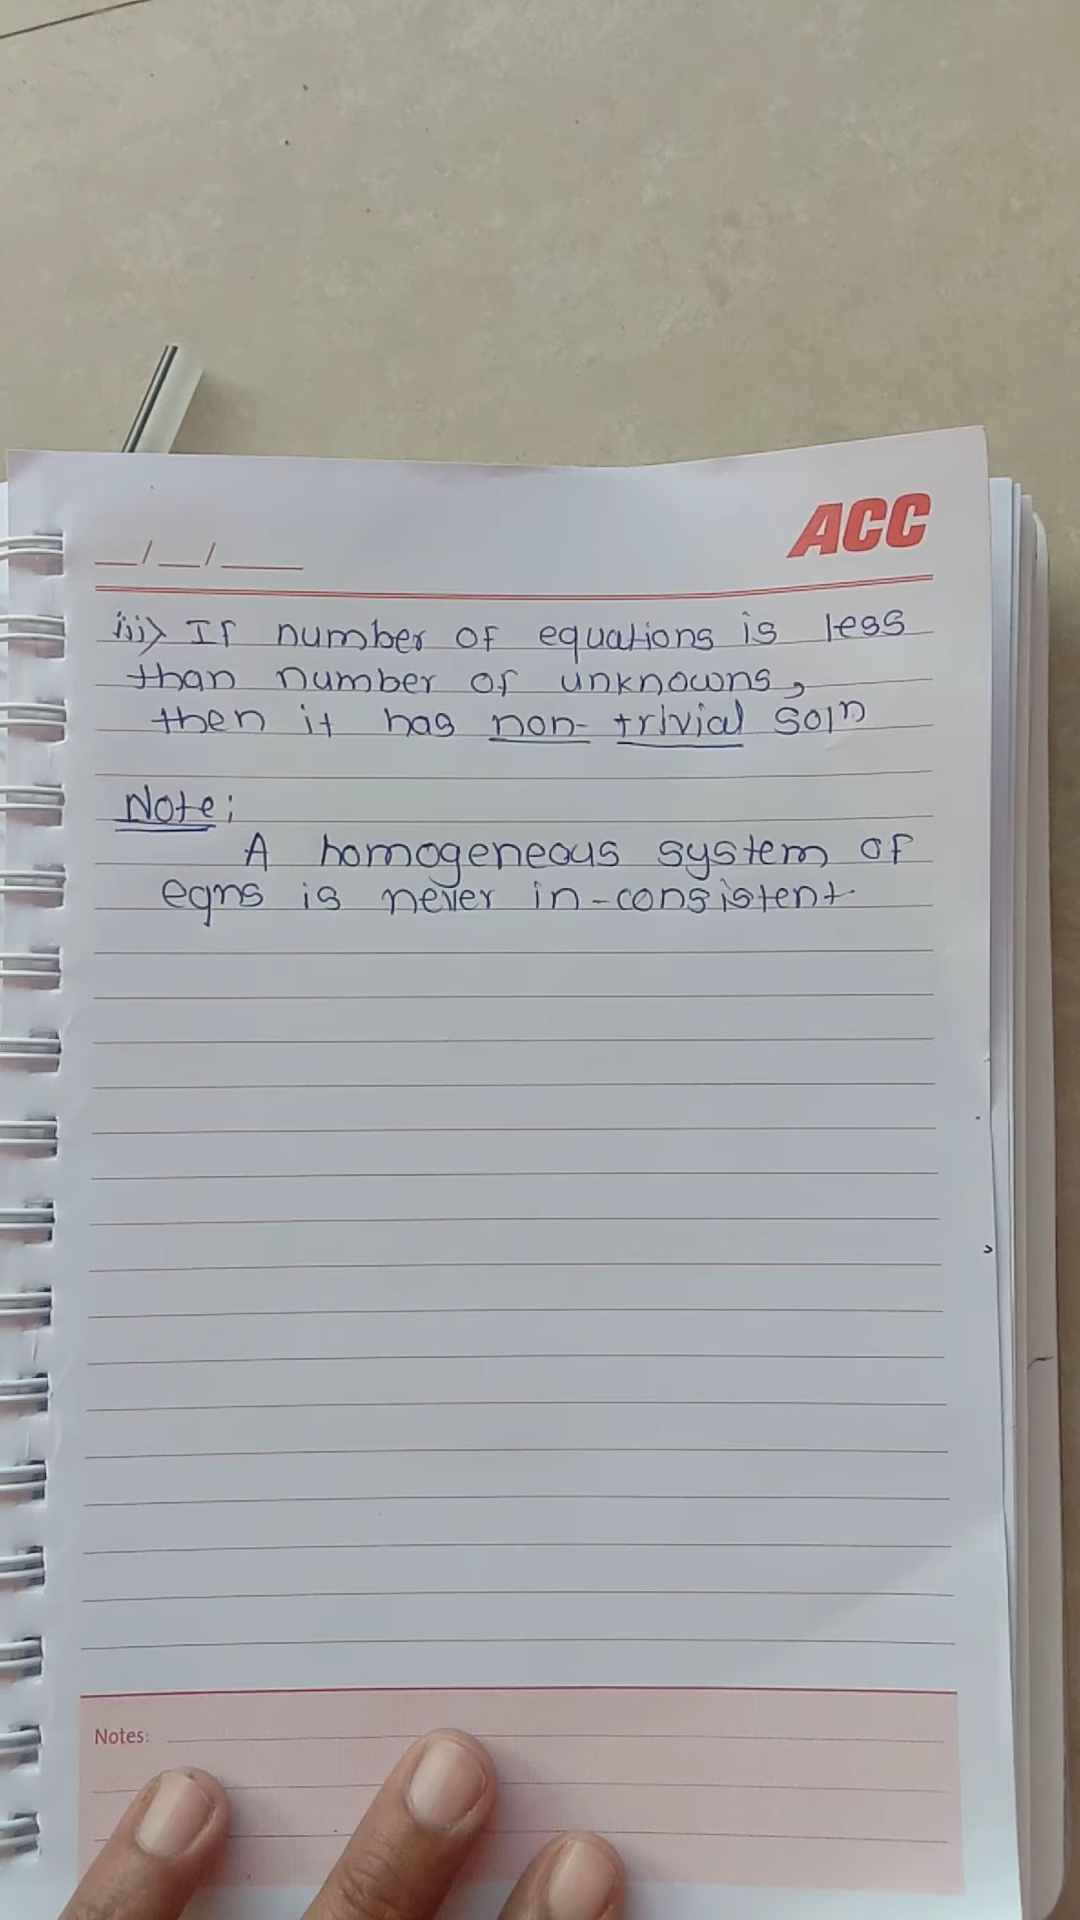 ACC
__/__/____
iii) If number of equations is less
than number of unknowns,
then it has non-trivial soln
Note:
A homogeneous system of
eqns is never in-consistent
Notes: